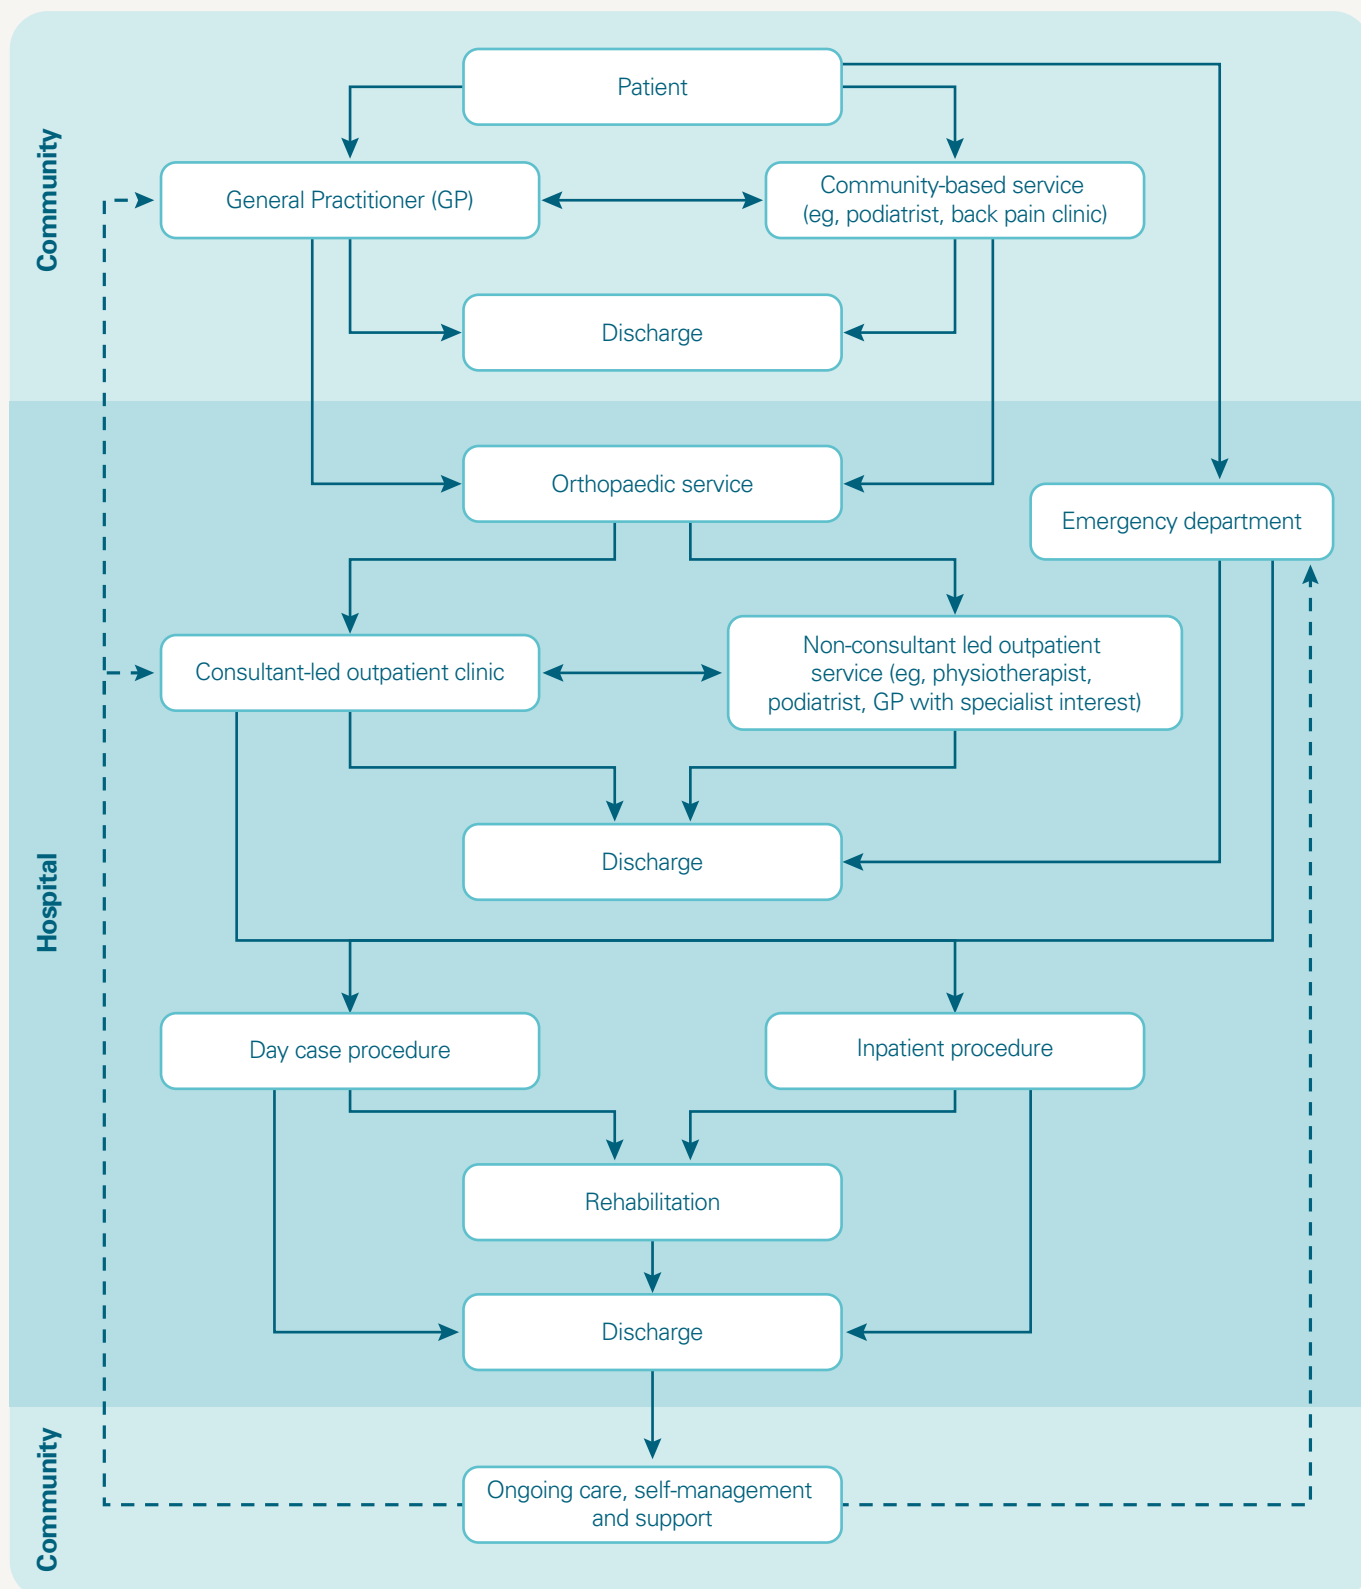 Community
Patient
General Practitioner (GP)
Community-based service
(eg, podiatrist, back pain clinic)
Discharge
Hospital
Orthopaedic service
Emergency department
Consultant-led outpatient clinic
Non-consultant led outpatient
service (eg, physiotherapist,
podiatrist, GP with specialist interest)
Discharge
Day case procedure
Inpatient procedure
Rehabilitation
Discharge
Community
Ongoing care, self-management
and support